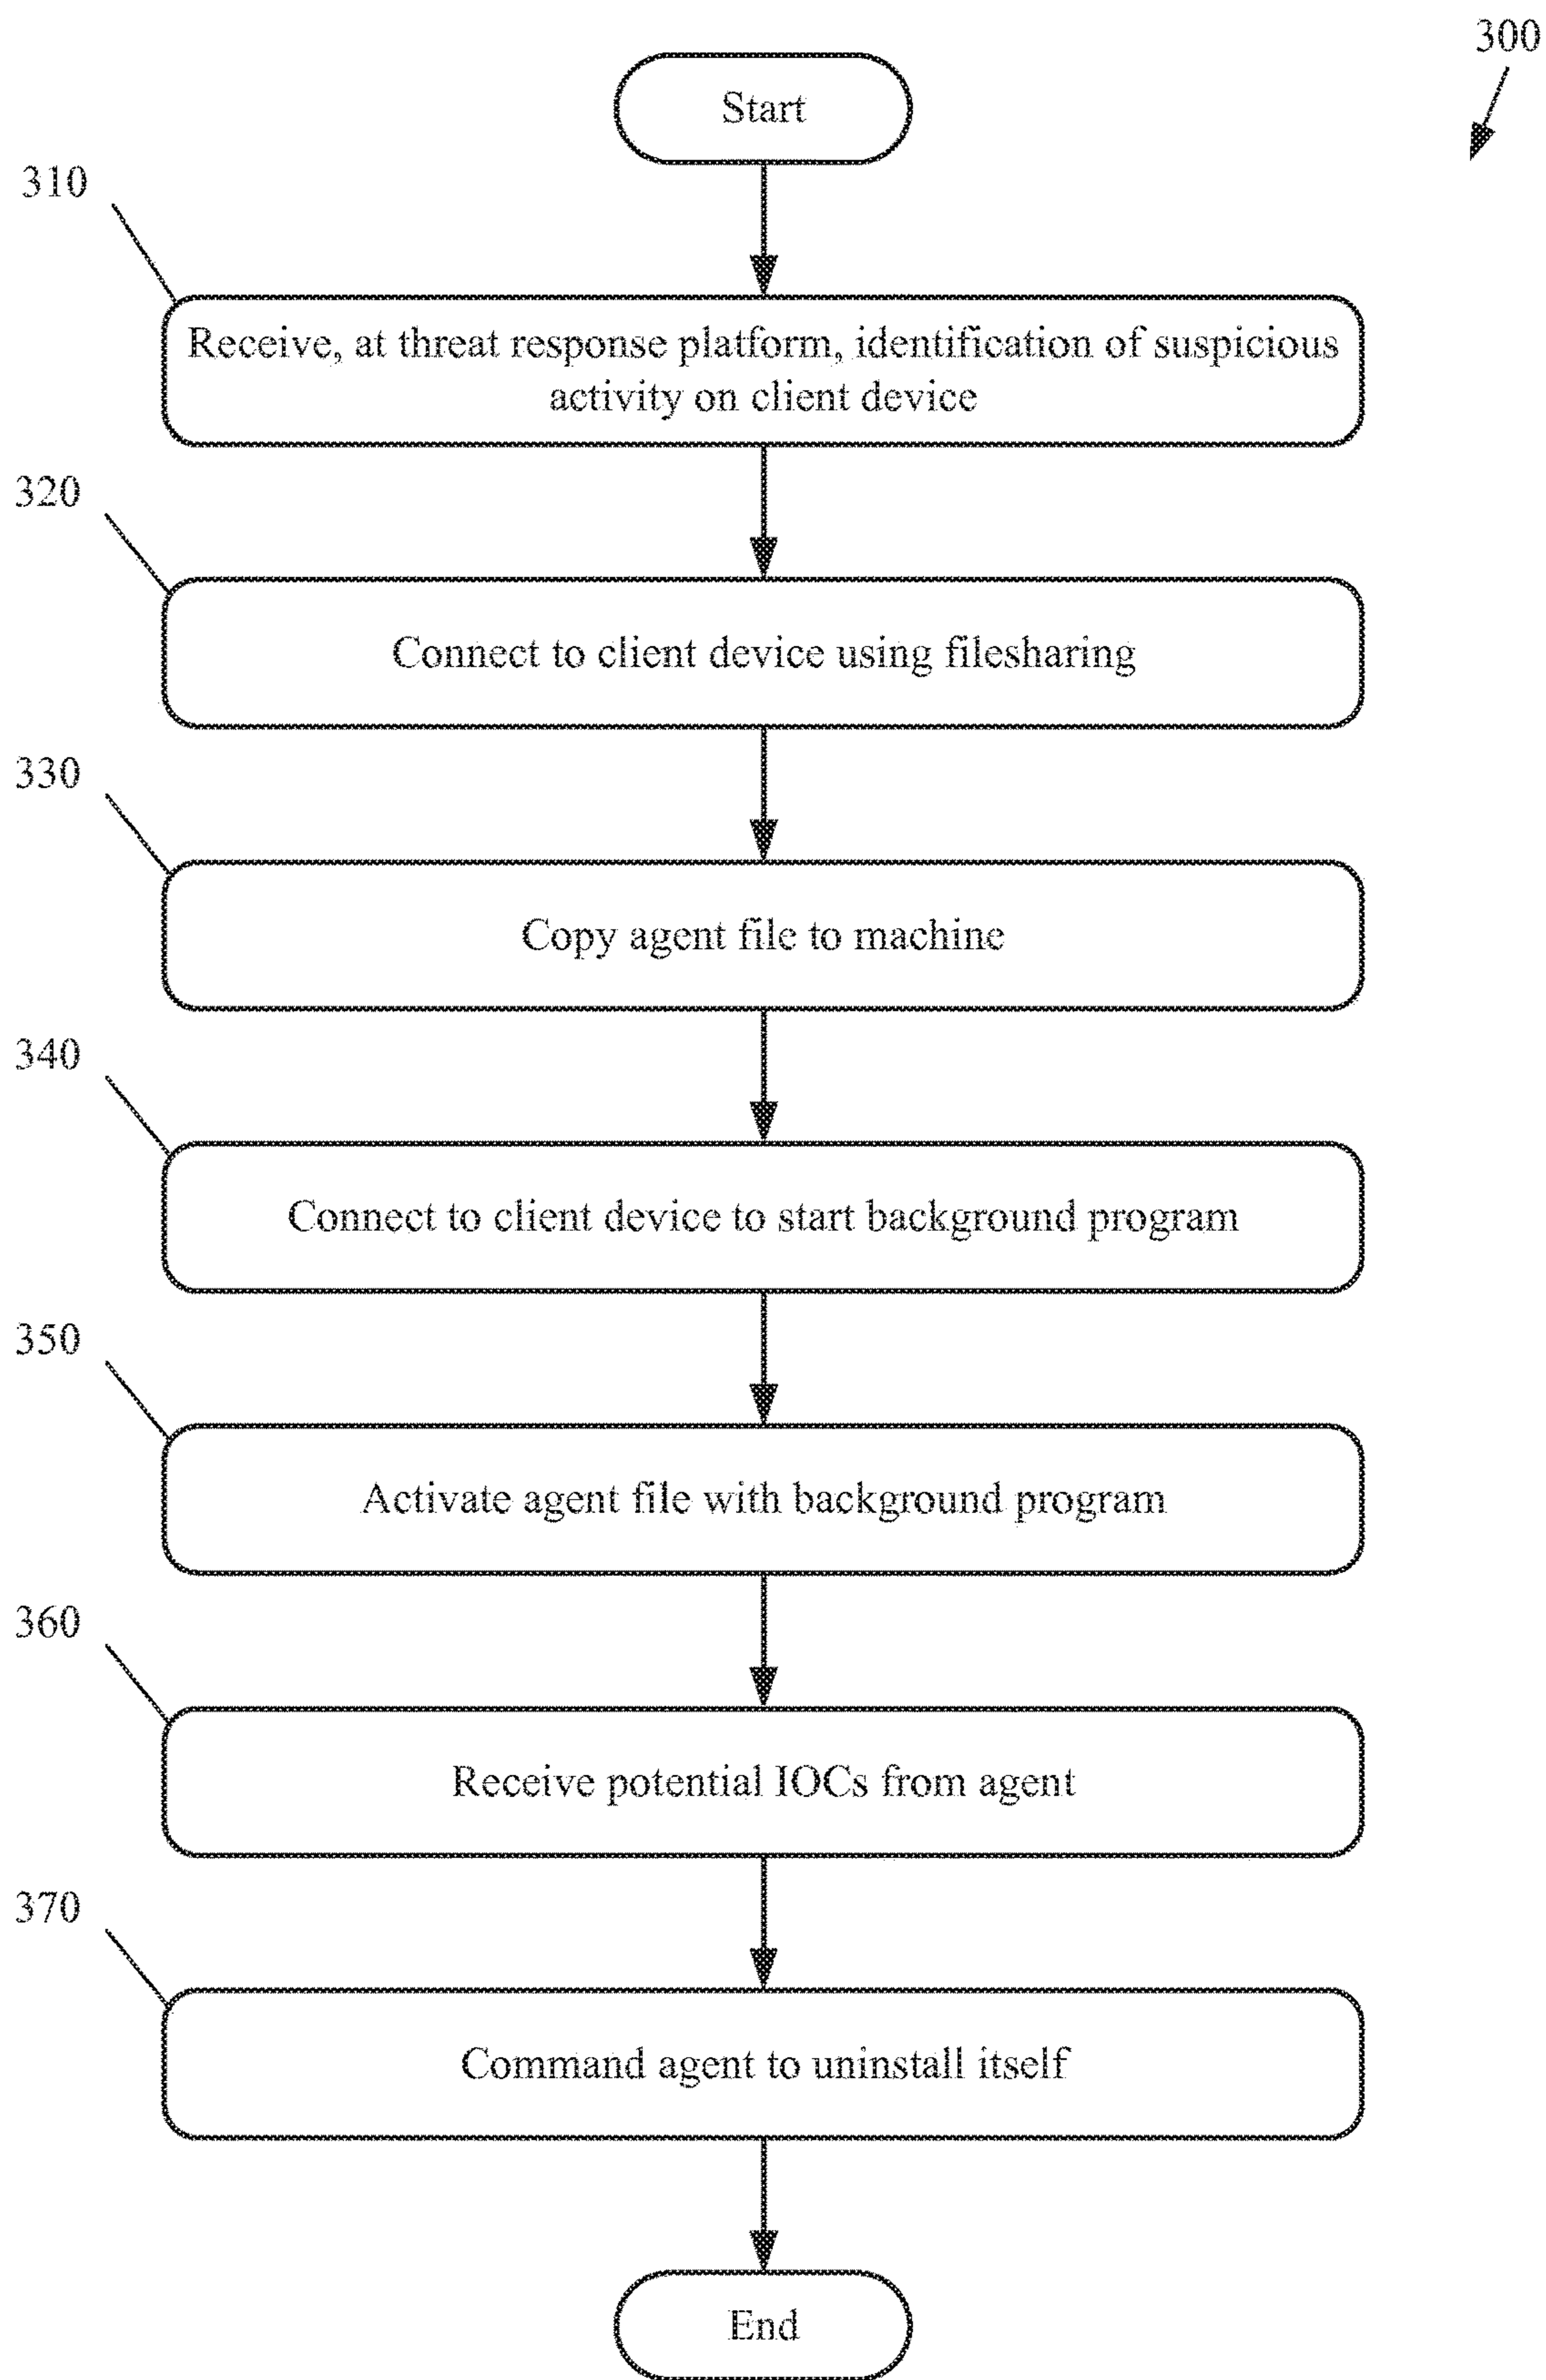 300
Start
310
Receive, at threat response platform, identification of suspicious
activity on client device
320
Connect to client device using filesharing
330
Copy agent file to machine
340
Connect to client device to start background program
350
Activate agent file with background program
360
Receive potential IOCs from agent
370
Command agent to uninstall itself
End